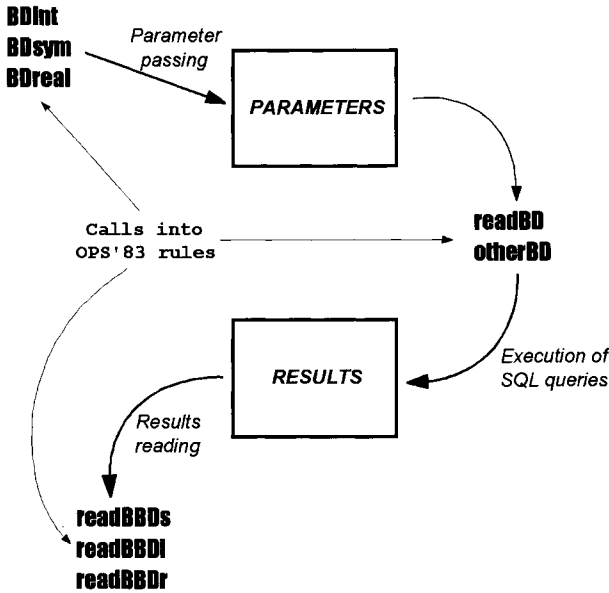 BDint
BDsym
BDreal
Parameter
passing
PARAMETERS
Calls into
OPS'83 rules
readBD
otherBD
RESULTS
Execution of
SQL queries
Results
reading
readBBDs
readBBDi
readBBDr